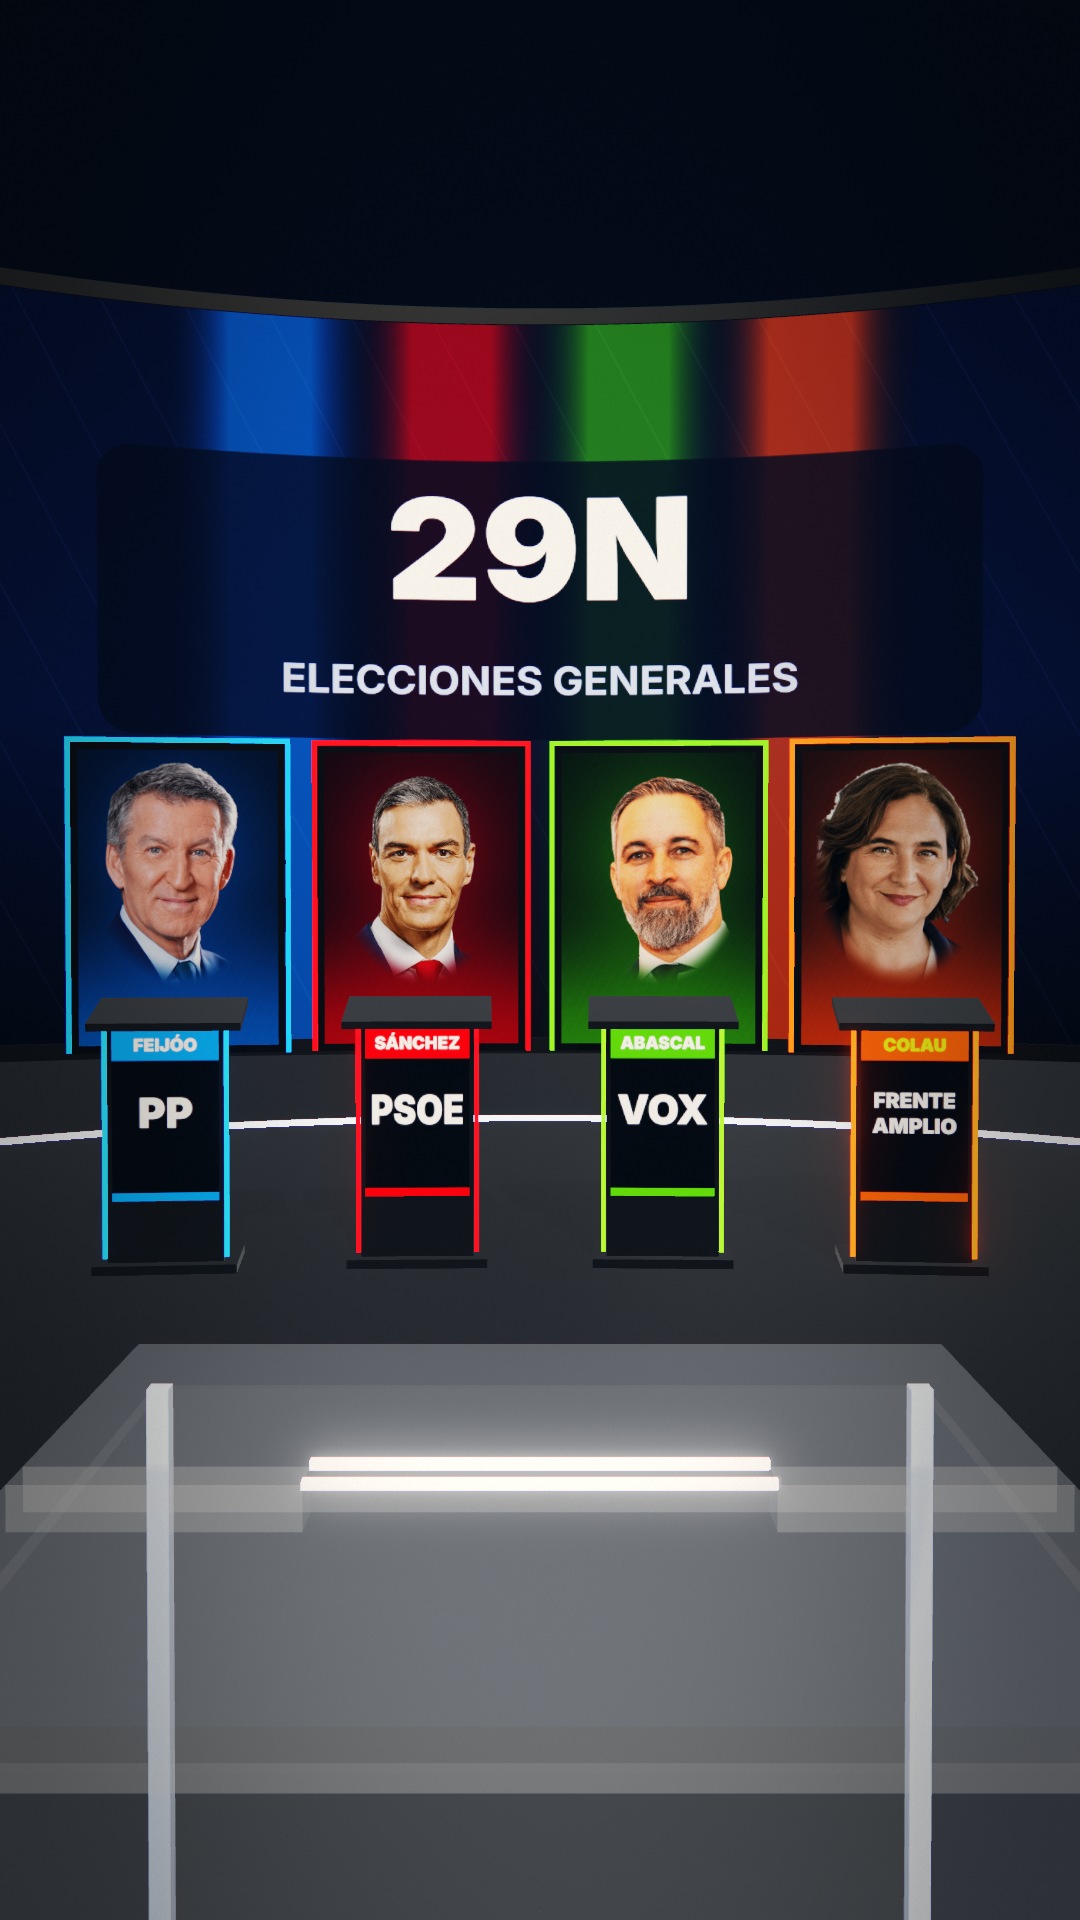 29N
ELECCIONES GENERALES
FEIJÓO
SÁNCHEZ
ABASCAL
COLAU
PP
PSOE
VOX
FRENTE
AMPLIO